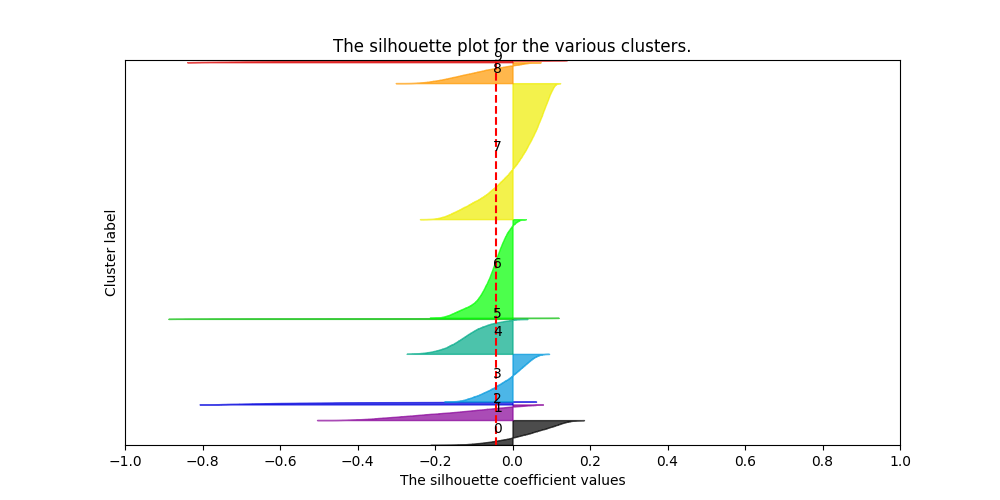 The silhouette plot for the various clusters.
9
8
7
6
5
4
3
2
1
0
Cluster label
−1.0 −0.8 −0.6 −0.4 −0.2 0.0 0.2 0.4 0.6 0.8 1.0
The silhouette coefficient values